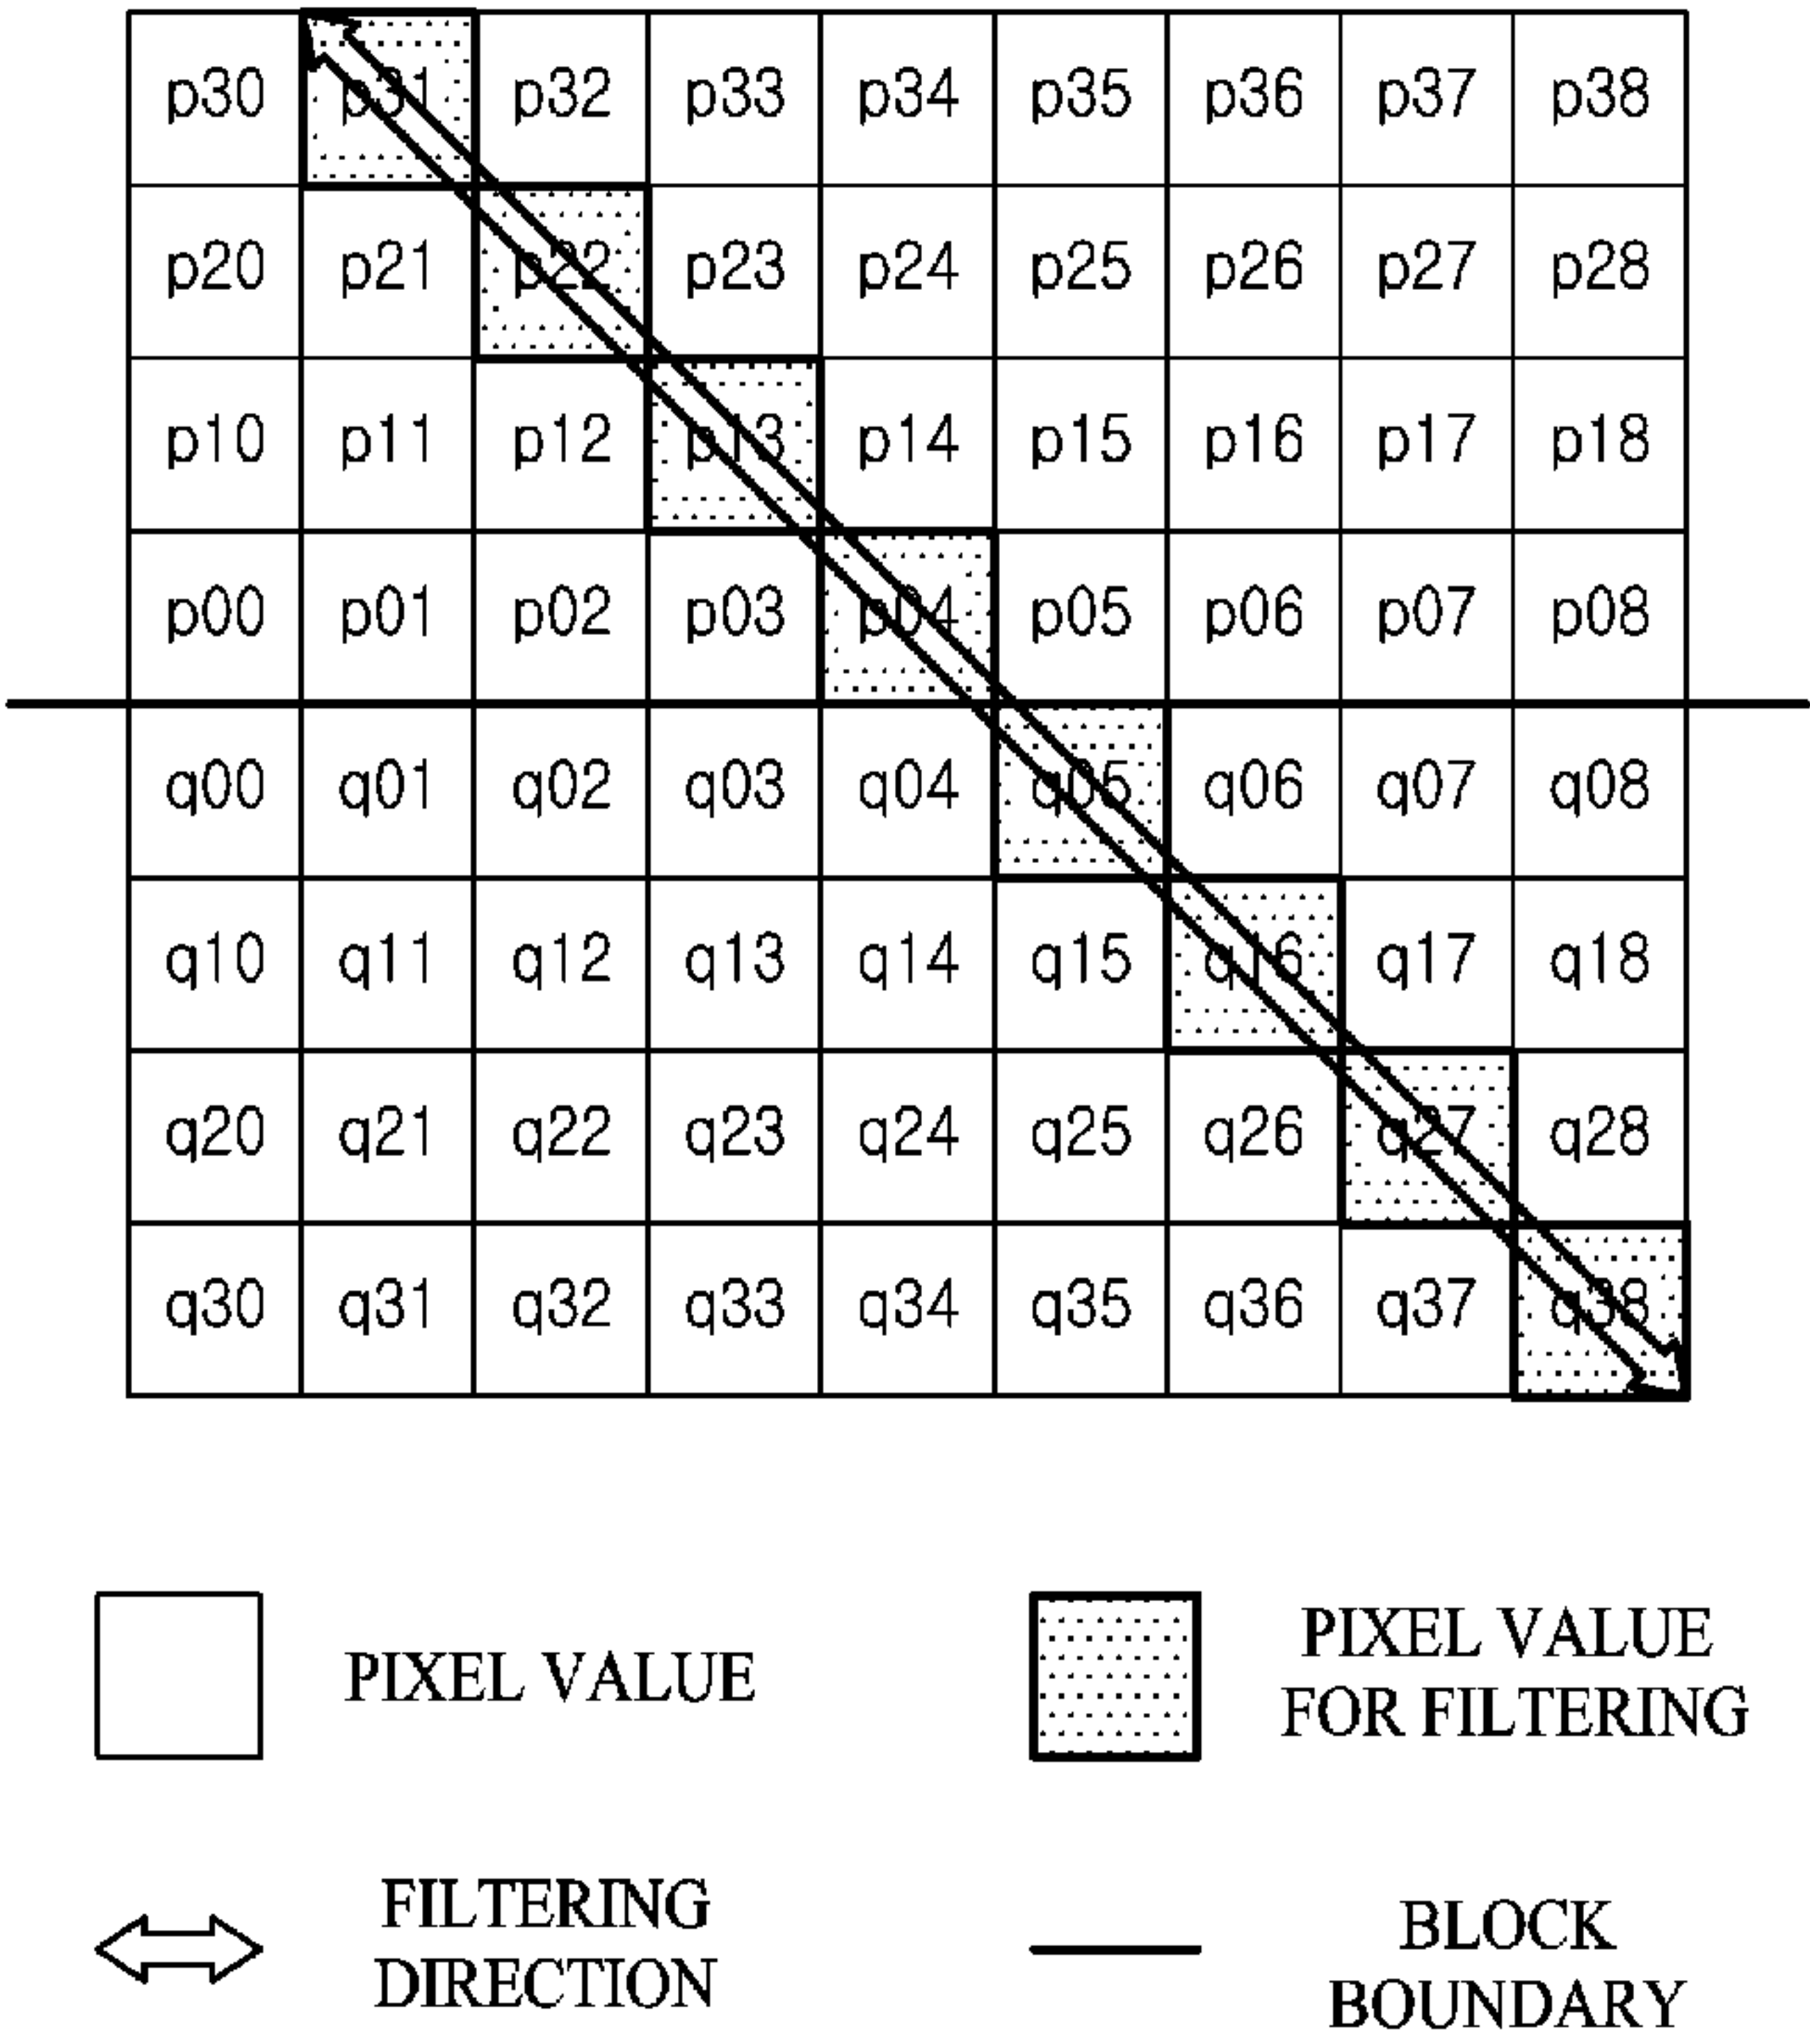 p30 p31 p32 p33 p34 p35 p36 p37 p38
p20 p21 p22 p23 p24 p25 p26 p27 p28
p10 p11 p12 p13 p14 p15 p16 p17 p18
p00 p01 p02 p03 p04 p05 p06 p07 p08
q00 q01 q02 q03 q04 q05 q06 q07 q08
q10 q11 q12 q13 q14 q15 q16 q17 q18
q20 q21 q22 q23 q24 q25 q26 q27 q28
q30 q31 q32 q33 q34 q35 q36 q37 q38
PIXEL VALUE
PIXEL VALUE
FOR FILTERING
FILTERING
DIRECTION
BLOCK
BOUNDARY